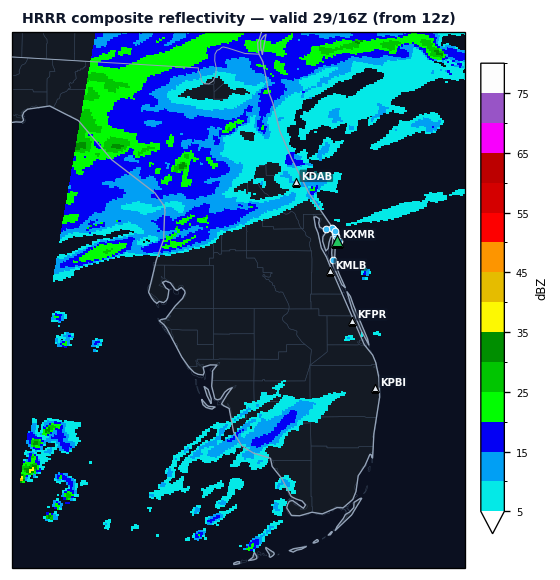 HRRR composite reflectivity — valid 29/16Z (from 12z)
75
65
55
45
35
25
15
5
dBZ
KDAB
KXMR
KMLB
KFPR
KPBI